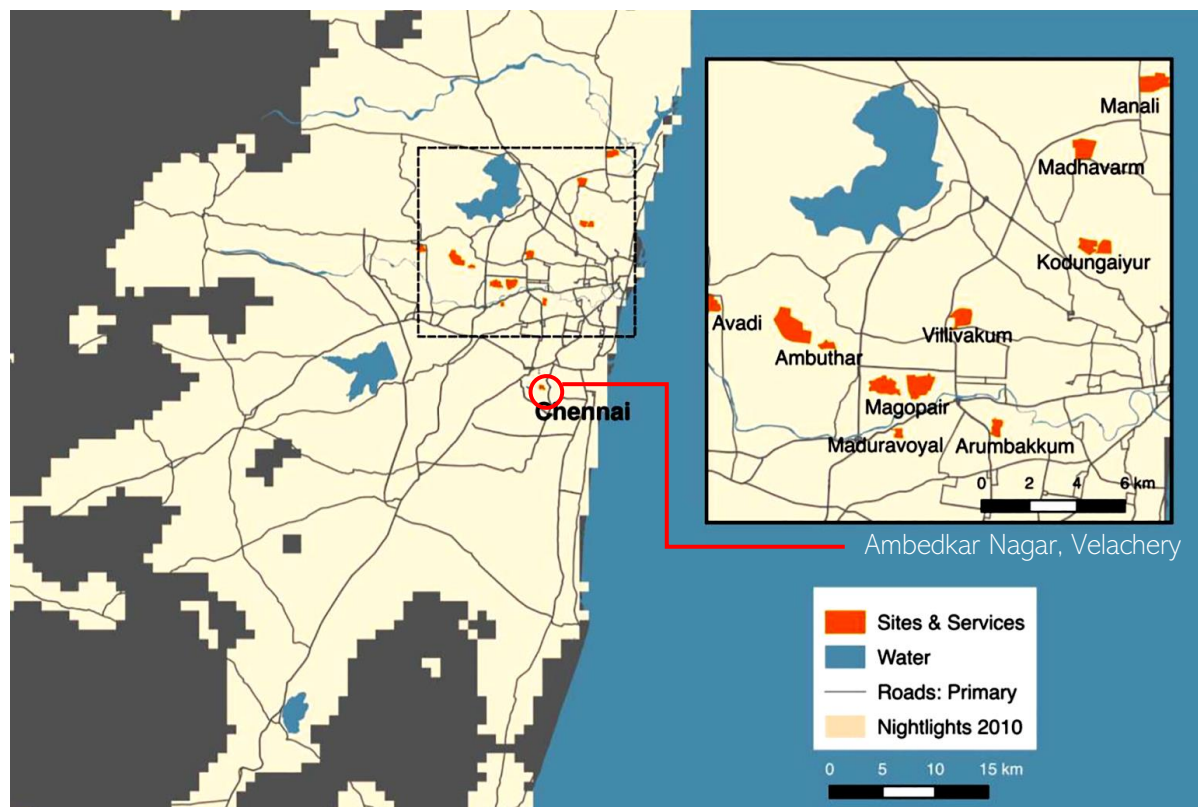 Manali
Madhavarm
Kodungaiyur
Avadi
Villivakum
Ambuthar
Magopair
Maduravoyal
Arumbakkum
0 2 4 6 km
Chennai
Ambedkar Nagar, Velachery
Sites & Services
Water
Roads: Primary
Nightlights 2010
0 5 10 15 km